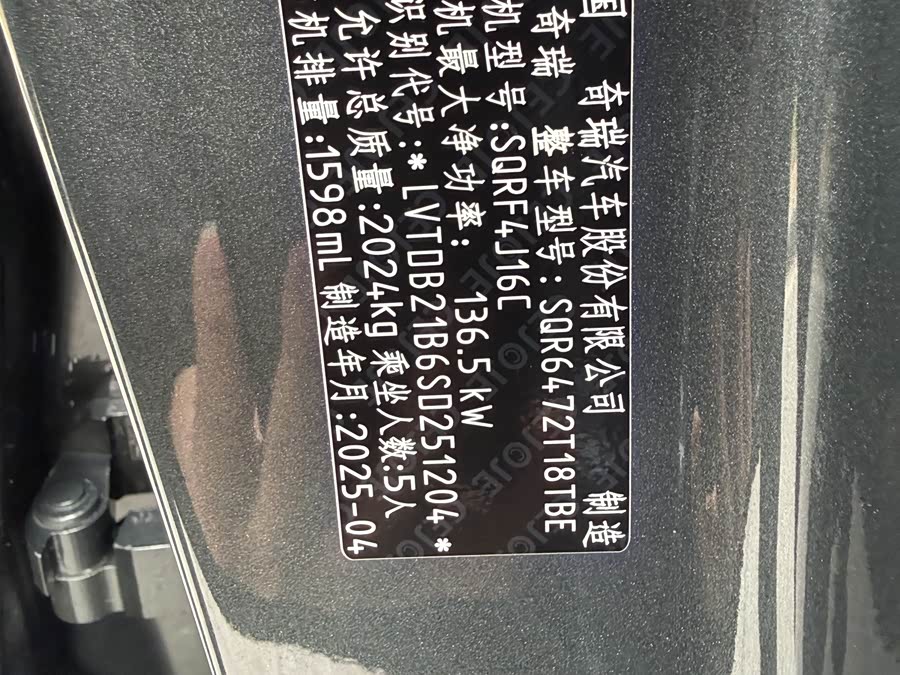 国 奇瑞汽车股份有限公司 制造
奇瑞 整车型号:SQR6472T18TBE
机型号:SQRF4J16C
机最大净功率: 136.5kW
识别代号:*LVTDB21B6SD251204*
允许总质量:2024kg 乘坐人数:5人
机排量:1598mL 制造年月:2025-04